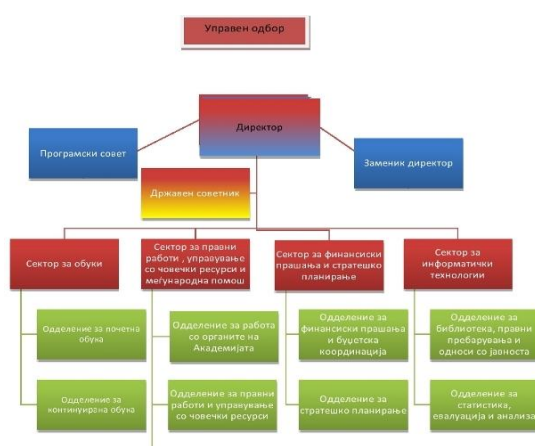 Управен одбор
Директор
Програмски совет
Заменик директор
Државен советник
Сектор за обуки
Сектор за правни
работи , управување
со човечки ресурси и
меѓународна помош
Сектор за финансиски
прашања и стратешко
планирање
Сектор за
информатички
технологии
Одделение за почетна
обука
Одделение за работа
со органите на
Академијата
Одделение за
финансиски прашања
и буџетска
координација
Одделение за
библиотека, правни
пребарувања и
односи со јавноста
Одделение за
континуирана обука
Одделение за правни
работи и управување
со човечки ресурси
Одделение за
стратешко планирање
Одделение за
статистика,
евалуација и анализа